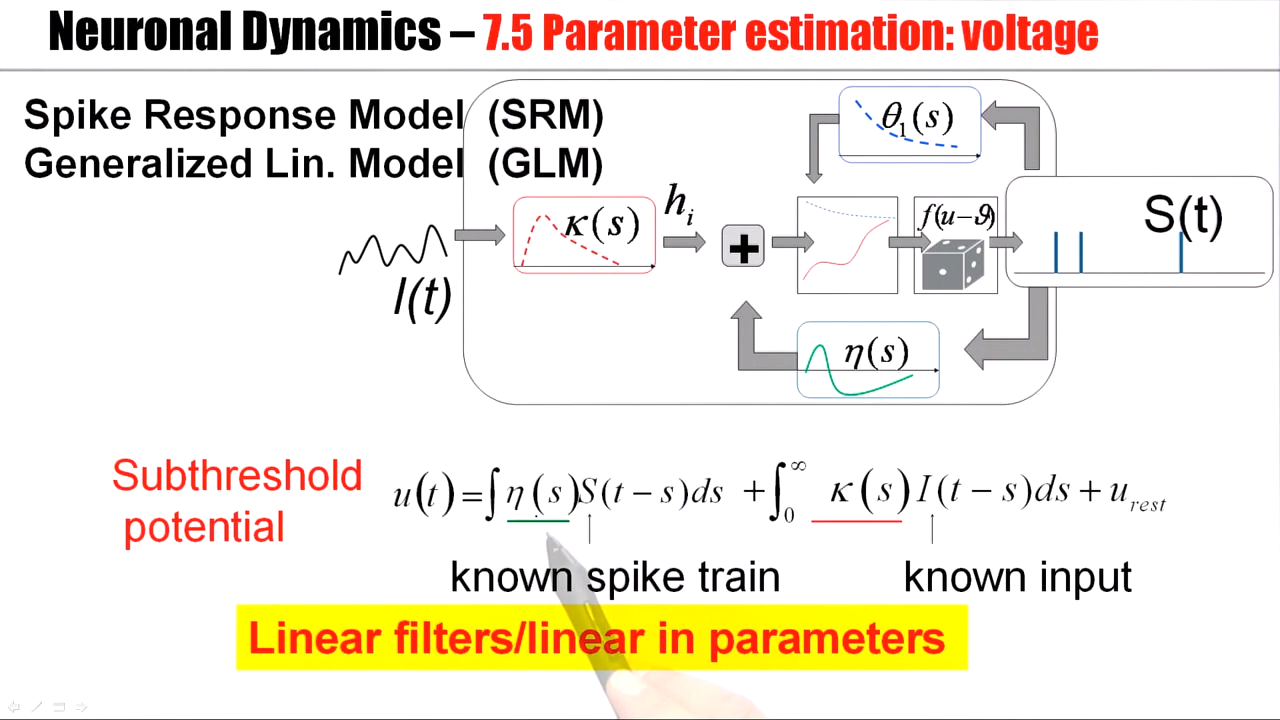 Neuronal Dynamics – 7.5 Parameter estimation: voltage
Spike Response Model (SRM)
Generalized Lin. Model (GLM)
θ₁(s)
κ(s)
hᵢ
+
f(u−ϑ)
S(t)
I(t)
η(s)
Subthreshold
potential
u(t) = ∫ η(s)S(t − s)ds + ∫₀^∞ κ(s)I(t − s)ds + u_rest
known spike train
known input
Linear filters/linear in parameters